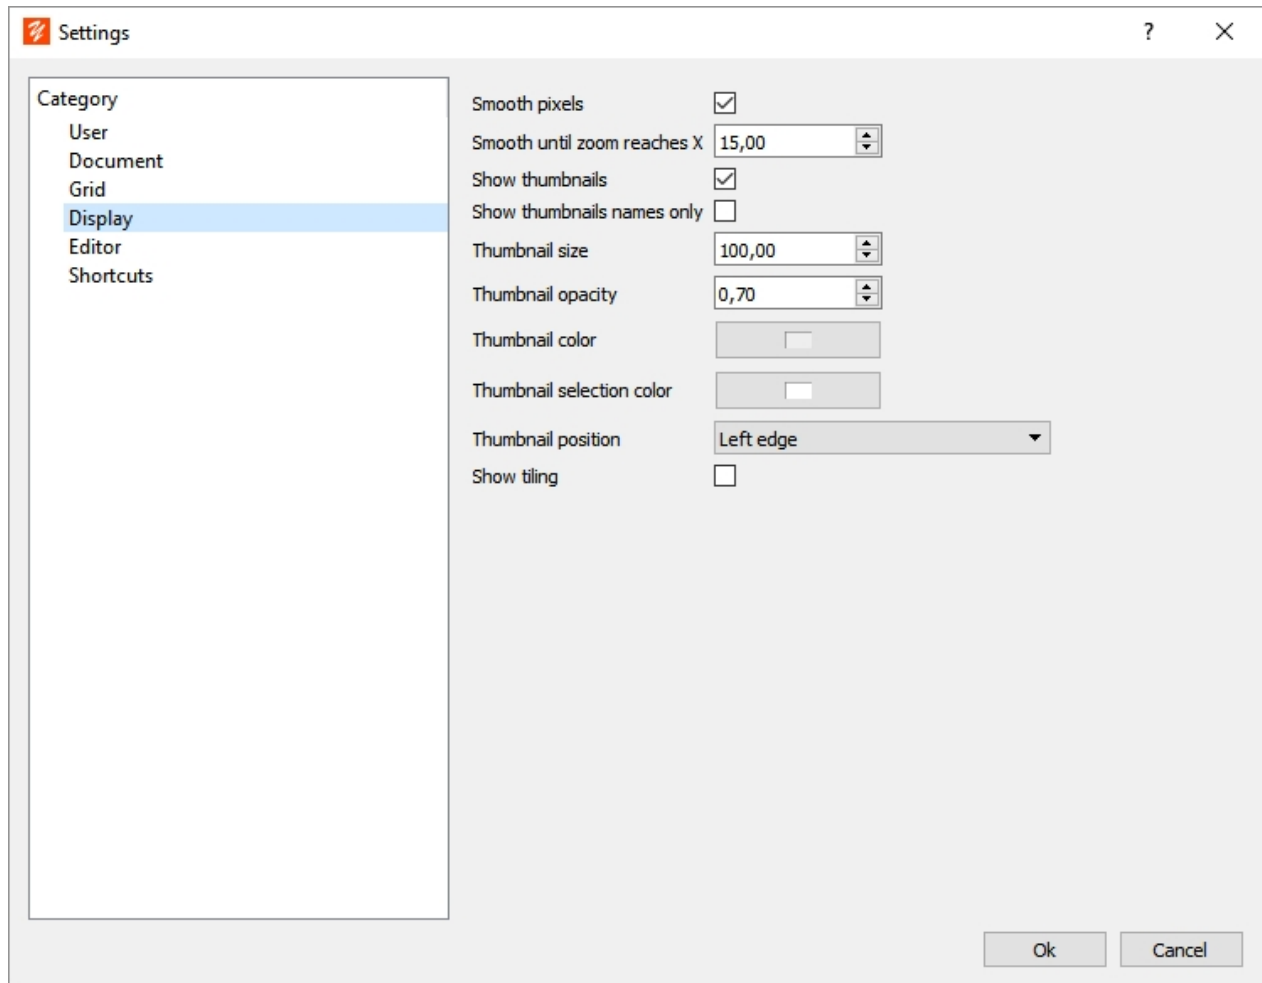 Settings
?
Category
User
Document
Grid
Display
Editor
Shortcuts
Smooth pixels
Smooth until zoom reaches X 15,00
Show thumbnails
Show thumbnails names only
Thumbnail size 100,00
Thumbnail opacity 0,70
Thumbnail color
Thumbnail selection color
Thumbnail position Left edge
Show tiling
Ok Cancel